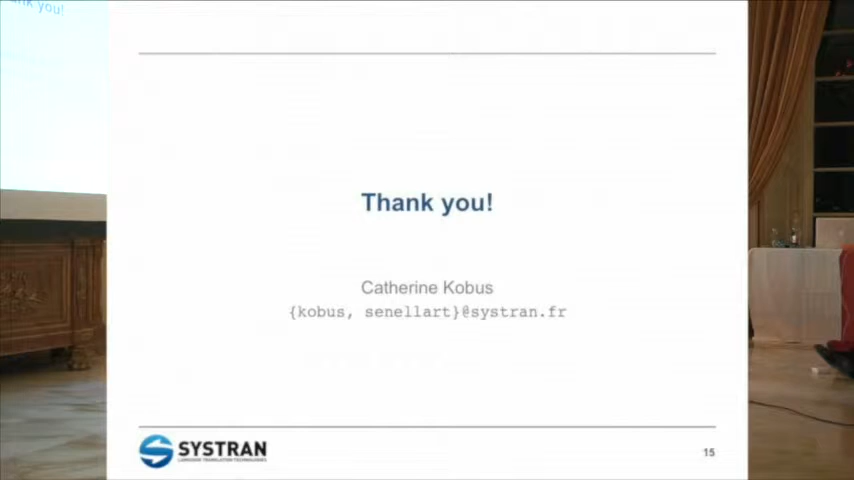 Thank you!
Catherine Kobus
{kobus, senellart}@systran.fr
SYSTRAN
15